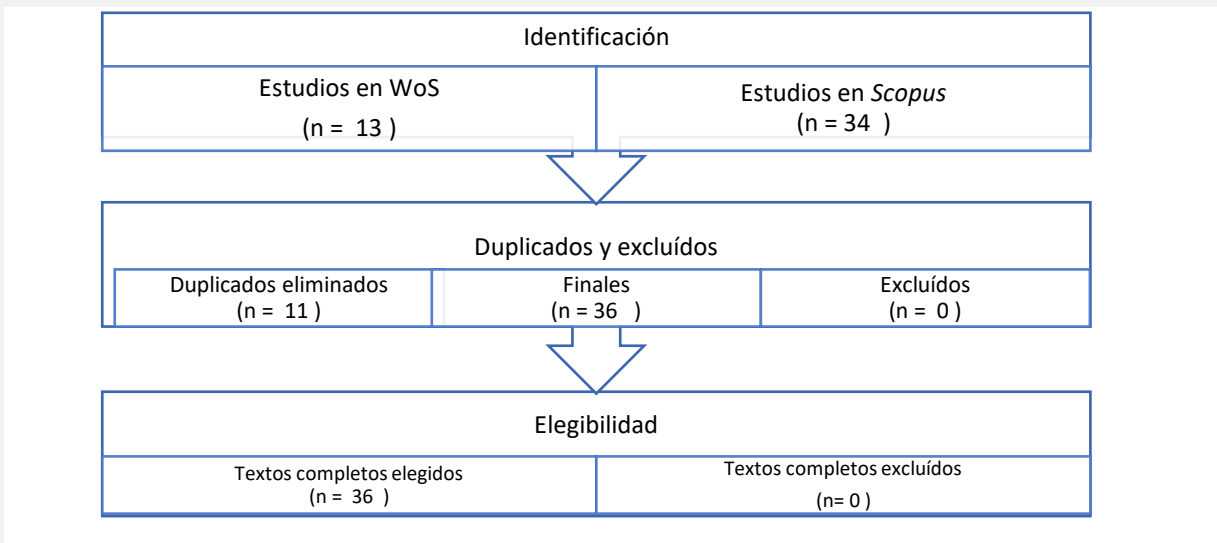 Identificación
Estudios en WoS
(n = 13 )
Estudios en Scopus
(n = 34 )
Duplicados y excluídos
Duplicados eliminados
(n = 11 )
Finales
(n = 36 )
Excluídos
(n = 0 )
Elegibilidad
Textos completos elegidos
(n = 36 )
Textos completos excluídos
(n= 0 )